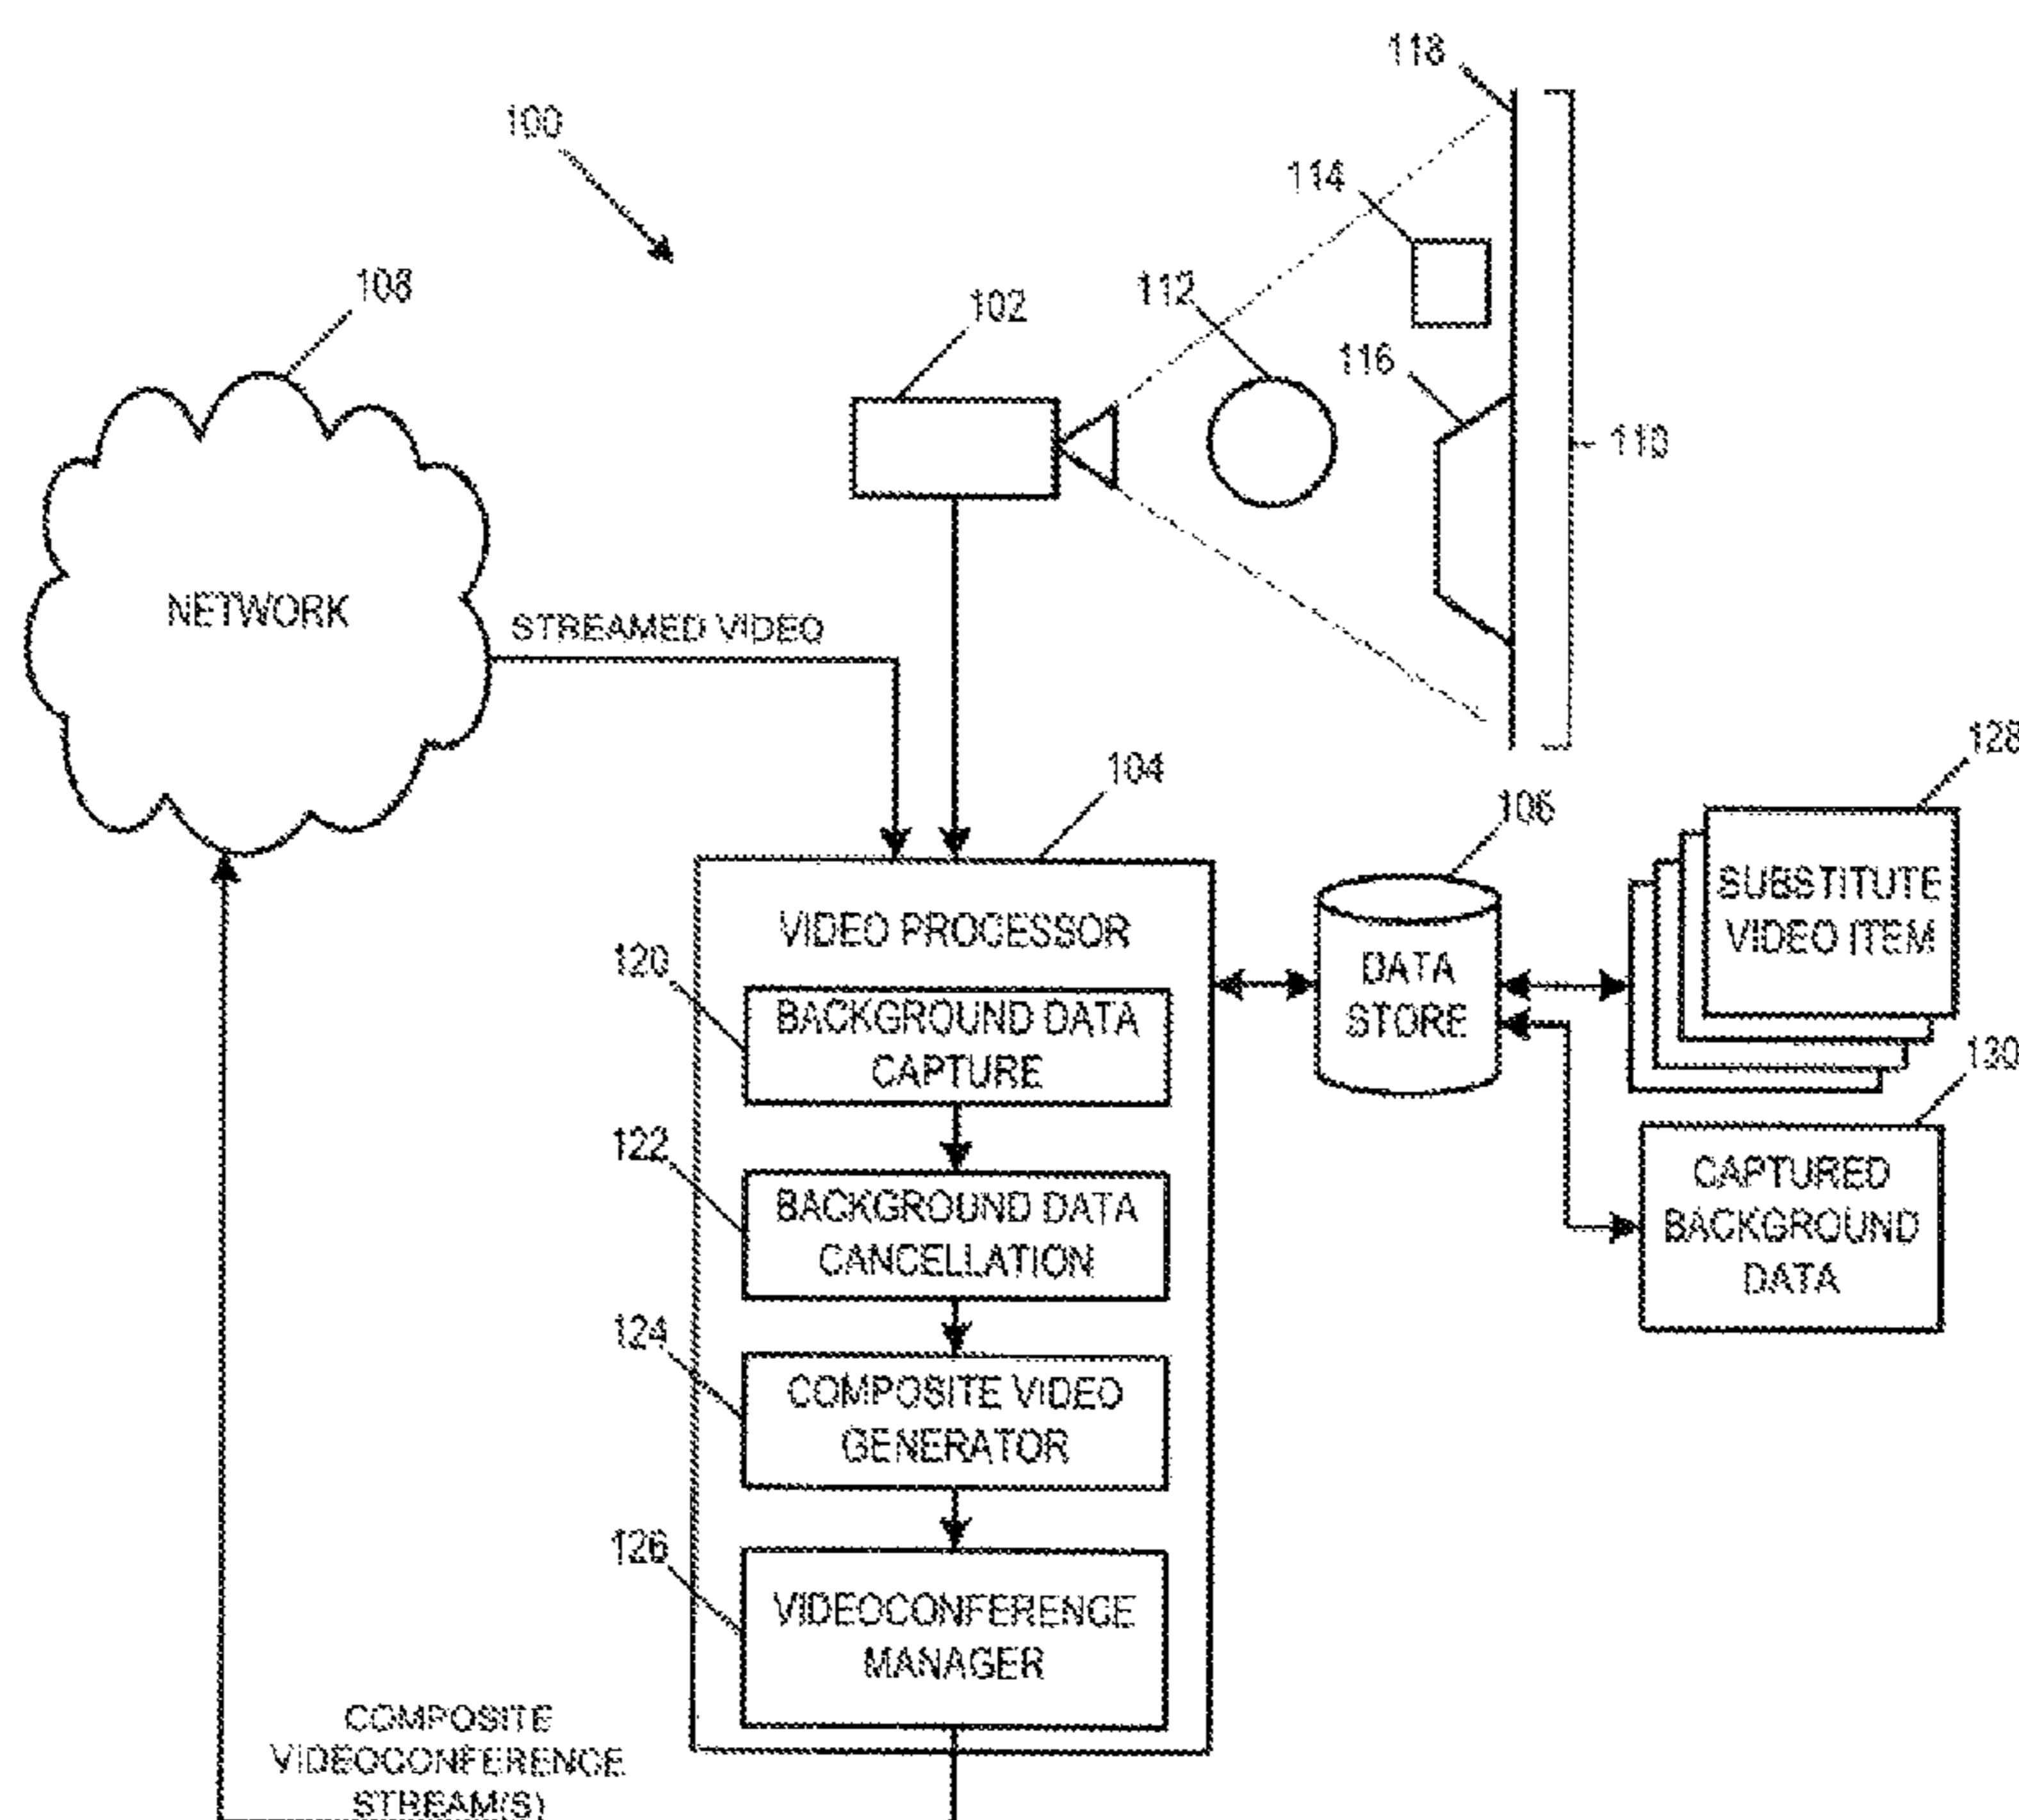 118
100
114
108
102
112
116
110
NETWORK
STREAMED VIDEO
128
104
106
SUBSTITUTE
VIDEO ITEM
VIDEO PROCESSOR
120
DATA
STORE
BACKGROUND DATA
CAPTURE
130
122
BACKGROUND DATA
CANCELLATION
CAPTURED
BACKGROUND
DATA
124
COMPOSITE VIDEO
GENERATOR
126
VIDEOCONFERENCE
MANAGER
COMPOSITE
VIDEOCONFERENCE
STREAM(S)